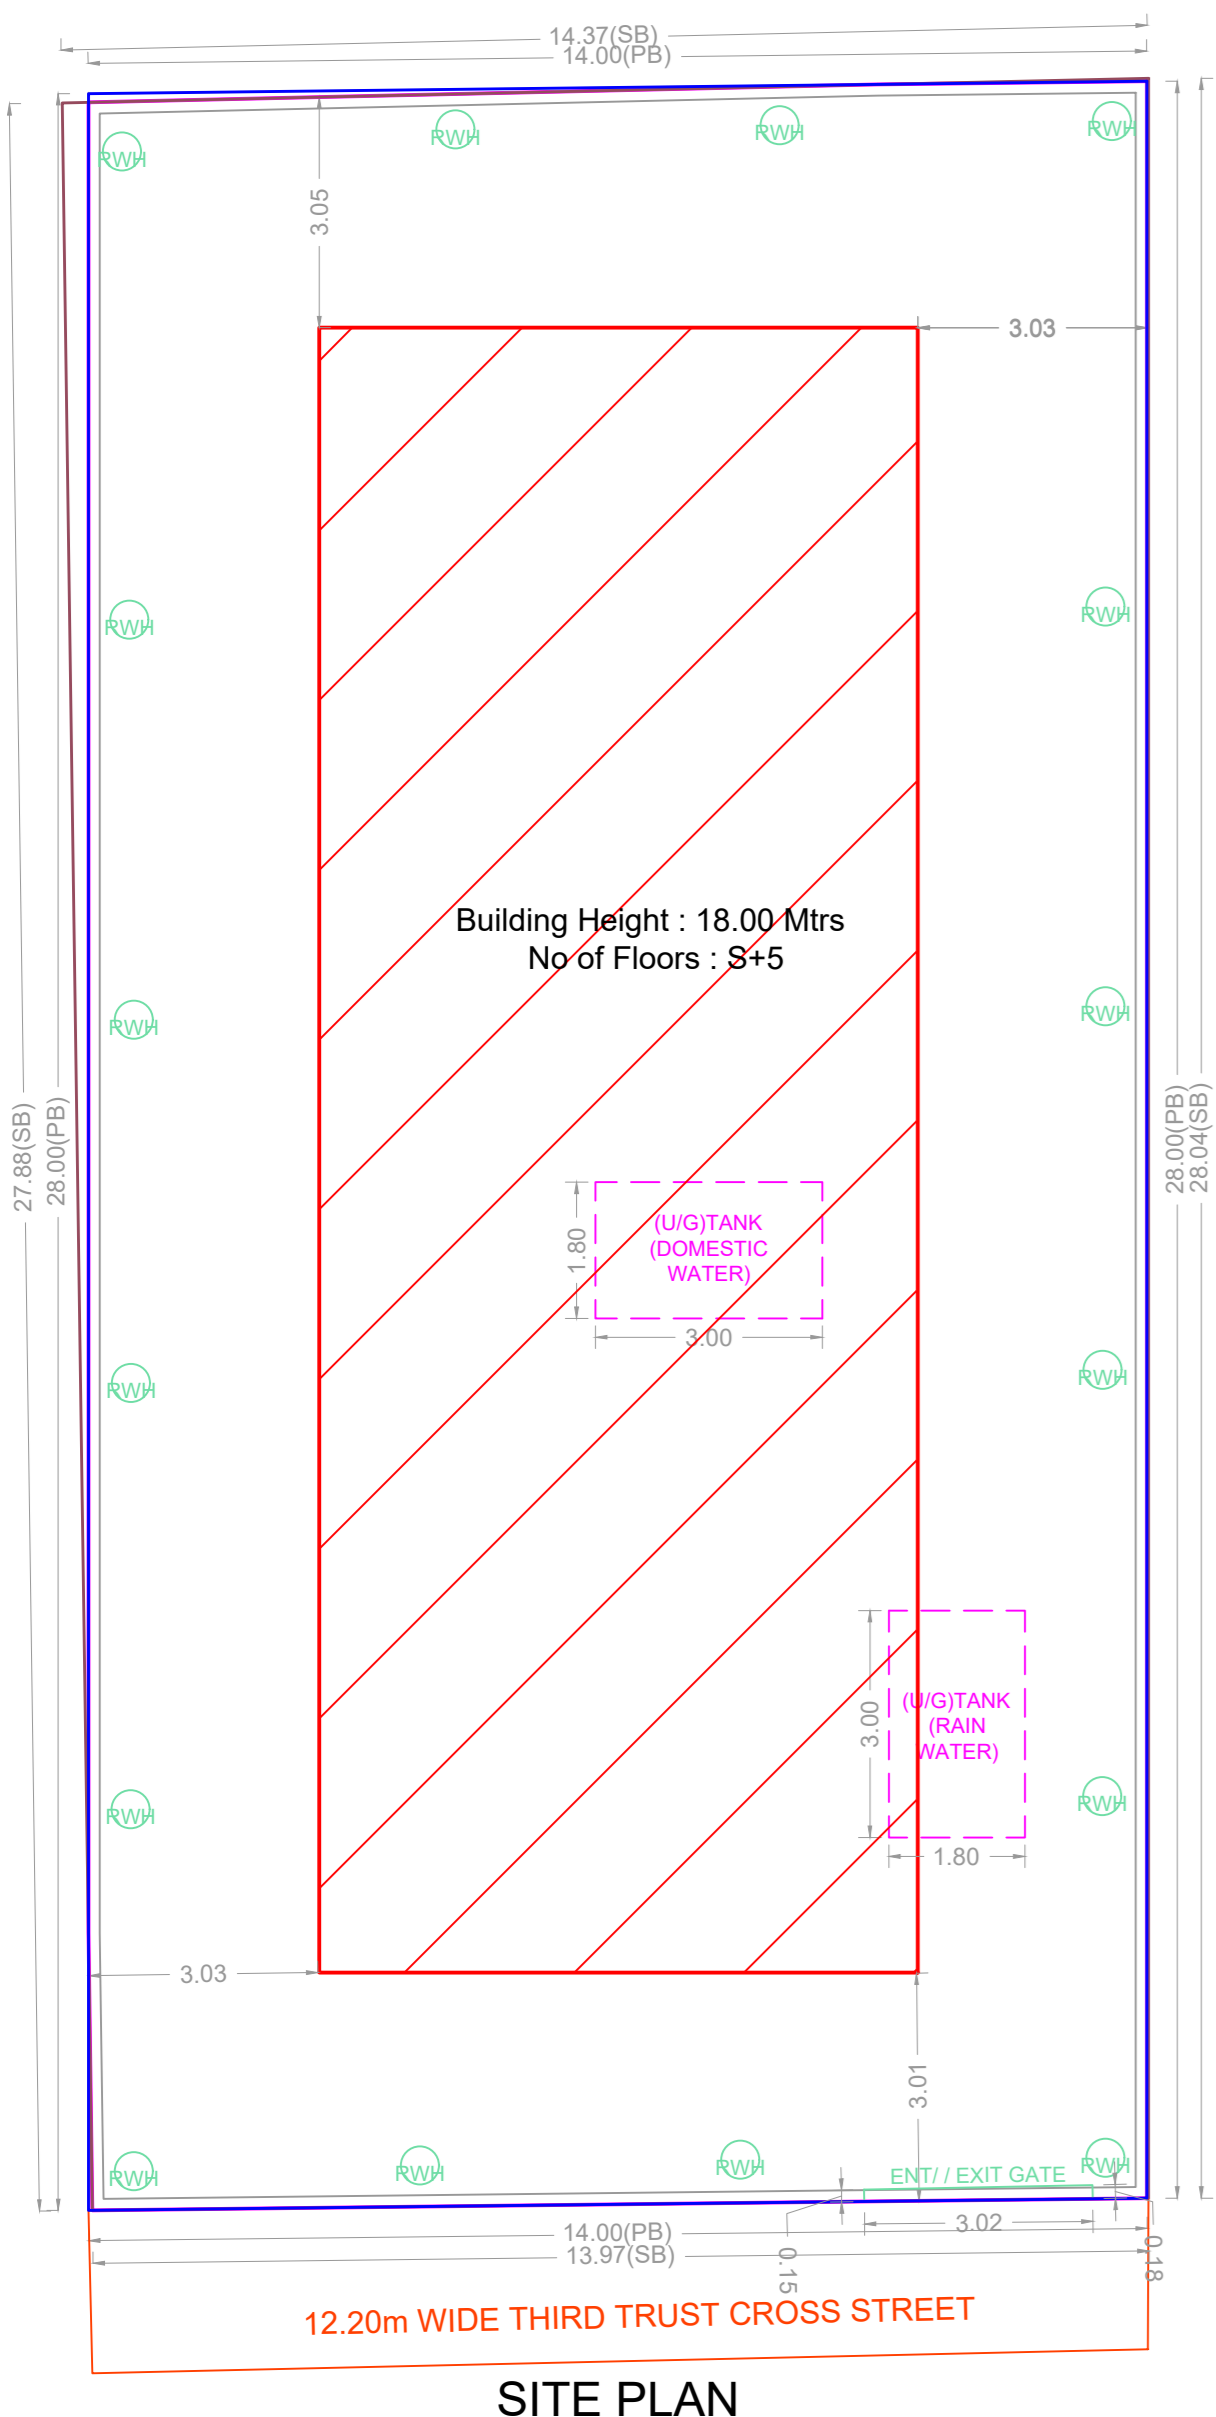 14.37(SB)
14.00(PB)
RWH
RWH
RWH
RWH
3.05
3.03
RWH
RWH
Building Height : 18.00 Mtrs
No of Floors : S+5
RWH
RWH
27.88(SB)
28.00(PB)
28.00(PB)
28.04(SB)
(U/G)TANK
(DOMESTIC
WATER)
1.80
3.00
RWH
RWH
(U/G)TANK
(RAIN
WATER)
3.00
1.80
RWH
RWH
3.03
3.01
RWH
RWH
RWH
RWH
ENT/ / EXIT GATE
3.02
14.00(PB)
13.97(SB)
0.15
0.18
12.20m WIDE THIRD TRUST CROSS STREET
SITE PLAN